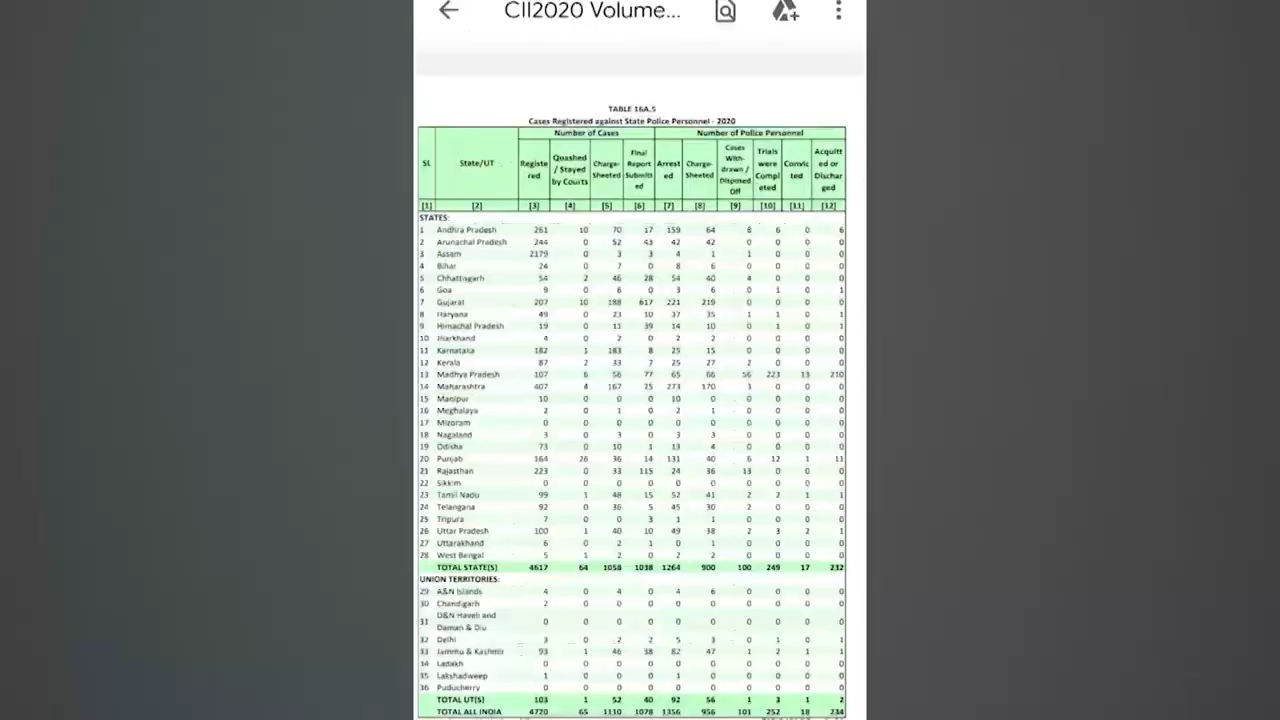 CII2020 Volume...
TABLE 16A.5
Cases Registered against State Police Personnel - 2020
Number of Cases Number of Police Personnel
SL State/UT Registered Quashed / Stayed by Courts Charge-Sheeted Final Report Submitted Arrested Charge-Sheeted Cases With-drawn / Disposed Off Trials were Completed Convicted Acquitted or Discharged
[1] [2] [3] [4] [5] [6] [7] [8] [9] [10] [11] [12]
STATES:
1 Andhra Pradesh 261 10 70 17 159 64 8 6 0 6
2 Arunachal Pradesh 244 0 52 43 42 42 0 0 0 0
3 Assam 2179 0 3 3 4 1 1 0 0 0
4 Bihar 24 0 7 0 8 6 0 0 0 0
5 Chhattisgarh 54 2 46 28 54 40 4 0 0 0
6 Goa 9 0 6 0 3 6 0 1 0 1
7 Gujarat 207 10 188 617 221 219 0 0 0 0
8 Haryana 49 0 23 10 37 35 1 1 0 1
9 Himachal Pradesh 19 0 11 39 14 10 0 1 0 1
10 Jharkhand 4 0 2 0 2 2 0 0 0 0
11 Karnataka 182 1 183 8 25 15 0 0 0 0
12 Kerala 87 2 33 7 25 27 2 0 0 0
13 Madhya Pradesh 107 6 56 77 65 66 56 223 13 210
14 Maharashtra 407 4 167 25 273 170 3 0 0 0
15 Manipur 10 0 0 0 10 0 0 0 0 0
16 Meghalaya 2 0 1 0 2 1 0 0 0 0
17 Mizoram 0 0 0 0 0 0 0 0 0 0
18 Nagaland 3 0 3 0 3 3 0 0 0 0
19 Odisha 73 0 10 1 13 4 0 0 0 0
20 Punjab 164 26 36 14 131 40 6 12 1 11
21 Rajasthan 223 0 33 115 24 36 13 0 0 0
22 Sikkim 0 0 0 0 0 0 0 0 0 0
23 Tamil Nadu 99 1 48 15 52 41 2 2 1 1
24 Telangana 92 0 36 5 45 30 2 0 0 0
25 Tripura 7 0 0 3 1 1 0 0 0 0
26 Uttar Pradesh 100 1 40 10 49 38 2 3 2 1
27 Uttarakhand 6 0 2 1 0 1 0 0 0 0
28 West Bengal 5 1 2 0 2 2 0 0 0 0
TOTAL STATE(S) 4617 64 1058 1038 1264 900 100 249 17 232
UNION TERRITORIES:
29 A&N Islands 4 0 4 0 4 6 0 0 0 0
30 Chandigarh 2 0 0 0 0 0 0 0 0 0
31 D&N Haveli and Daman & Diu 0 0 0 0 0 0 0 0 0 0
32 Delhi 3 0 2 2 5 3 0 1 0 1
33 Jammu & Kashmir 93 1 46 38 82 47 1 2 1 1
34 Ladakh 0 0 0 0 0 0 0 0 0 0
35 Lakshadweep 1 0 0 0 1 0 0 0 0 0
36 Puducherry 0 0 0 0 0 0 0 0 0 0
TOTAL UT(S) 103 1 52 40 92 56 1 3 1 2
TOTAL ALL INDIA 4720 65 1110 1078 1356 956 101 252 18 234